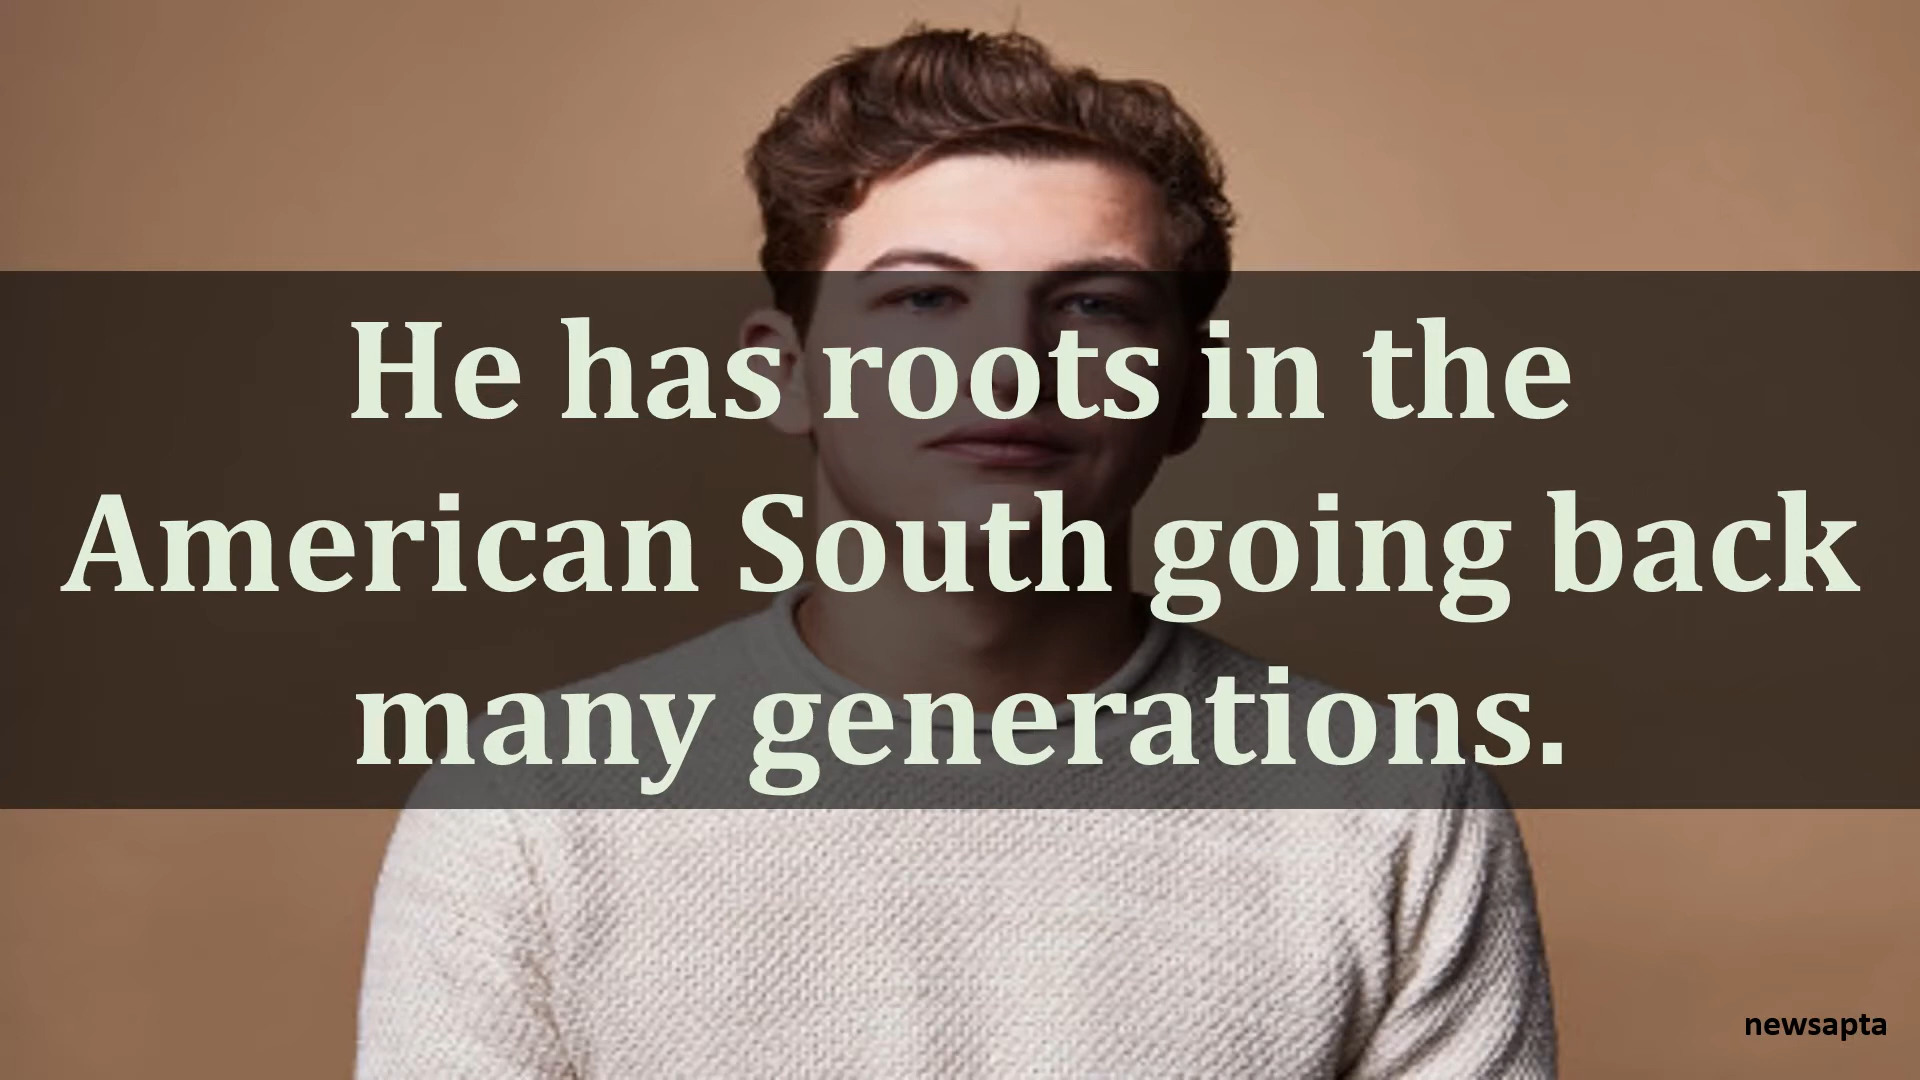 He has roots in the
American South going back
many generations.
newsapta